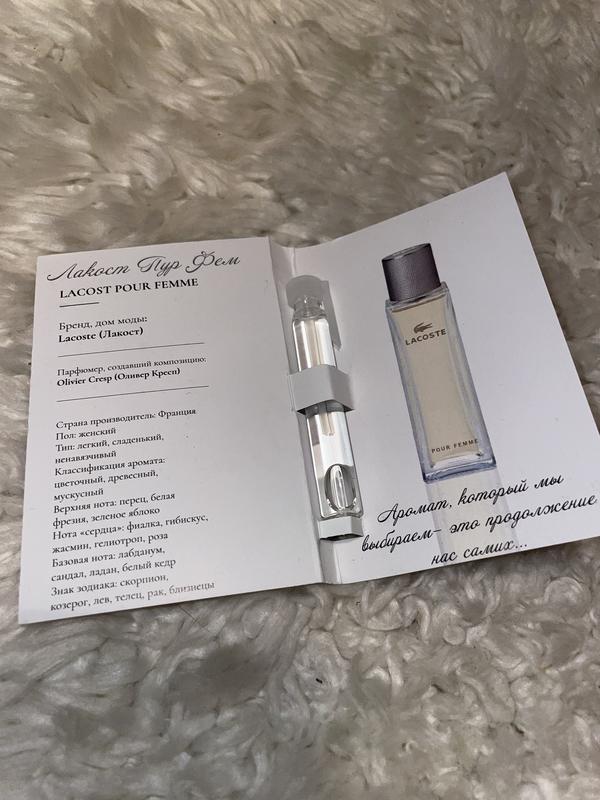 Лакост Пур Фем
LACOST POUR FEMME
Бренд, дом моды:
Lacoste (Лакост)
Парфюмер, создавший композицию:
Olivier Cresp (Оливер Кресп)
Страна производитель: Франция
Пол: женский
Тип: легкий, сладенький,
ненавязчивый
Классификация аромата:
цветочный, древесный,
мускусный
Верхняя нота: перец, белая
фрезия, зеленое яблоко
Нота «сердца»: фиалка, гибискус,
жасмин, гелиотроп, роза
Базовая нота: лабданум,
сандал, ладан, белый кедр
Знак зодиака: скорпион,
козерог, лев, телец, рак, близнецы
LACOSTE
POUR FEMME
Аромат, который мы
выбираем– это продолжение
нас самих...